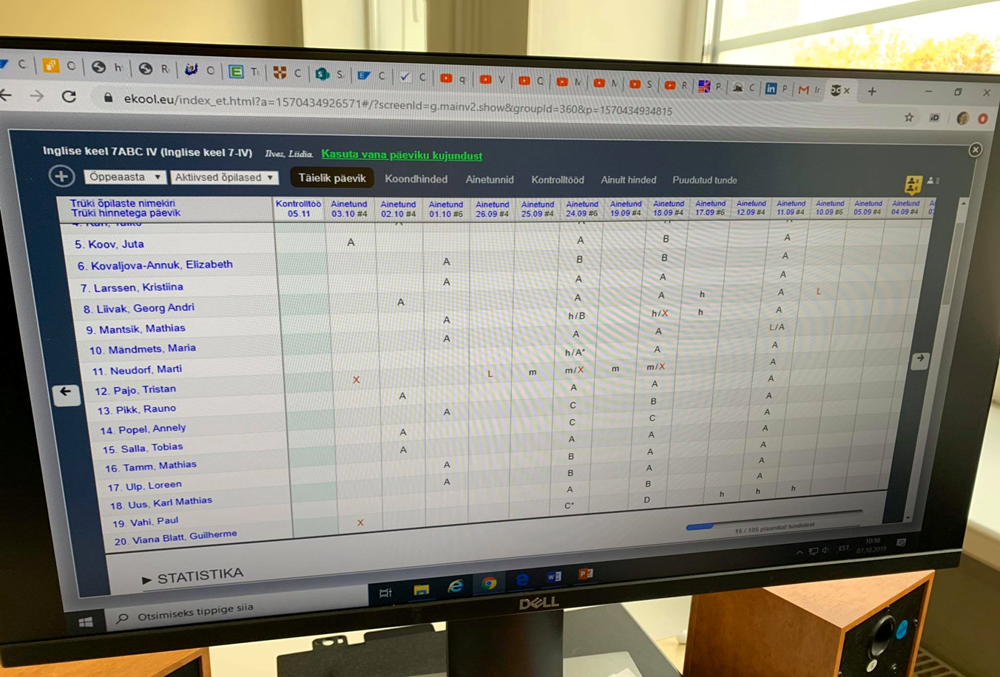 C O h R O T C S C C q V Q M M S R P C P Ir
ekool.eu/index_et.html?a=1570434926571#/?screenId=g.mainv2.show&groupId=360&p=1570434934815
Inglise keel 7ABC IV (Inglise keel 7-IV) Ilves, Liidia Kasuta vana päeviku kujundust
Õppeaasta Aktiivsed õpilased Täielik päevik Koondhinded Ainetunnid Kontrolltööd Ainult hinded Puudutud tunde
Trüki õpilaste nimekiri
Trüki hinnetega päevik
Kontrolltöö 05.11 Ainetund 03.10 #4 Ainetund 02.10 #4 Ainetund 01.10 #6 Ainetund 26.09 #4 Ainetund 25.09 #4 Ainetund 24.09 #6 Ainetund 19.09 #4 Ainetund 18.09 #4 Ainetund 17.09 #6 Ainetund 12.09 #4 Ainetund 11.09 #4 Ainetund 10.09 #6 Ainetund 05.09 #4 Ainetund 04.09 #4
5. Koov, Juta A A B A
6. Kovaljova-Annuk, Elizabeth A B B A
7. Larssen, Kristiina A A A A
8. Liivak, Georg Andri A A A h A L
9. Mantsik, Mathias A h/B h/X h A
10. Mändmets, Maria A A A L/A
11. Neudorf, Marti h/A* A A
12. Pajo, Tristan X L m m/X m m/X A
13. Pikk, Rauno A A A A
14. Popel, Annely A C B A
15. Salla, Tobias A C C A
16. Tamm, Mathias A A A A
17. Ulp, Loreen A B A A
18. Uus, Karl Mathias A B A A
19. Vahi, Paul A B A
20. Viana Blatt, Guilherme X C* D h h h
15 / 105 plaanitud tundidest
STATISTIKA
Otsimiseks tippige siia
EST
10:56
07.10.2019
DELL